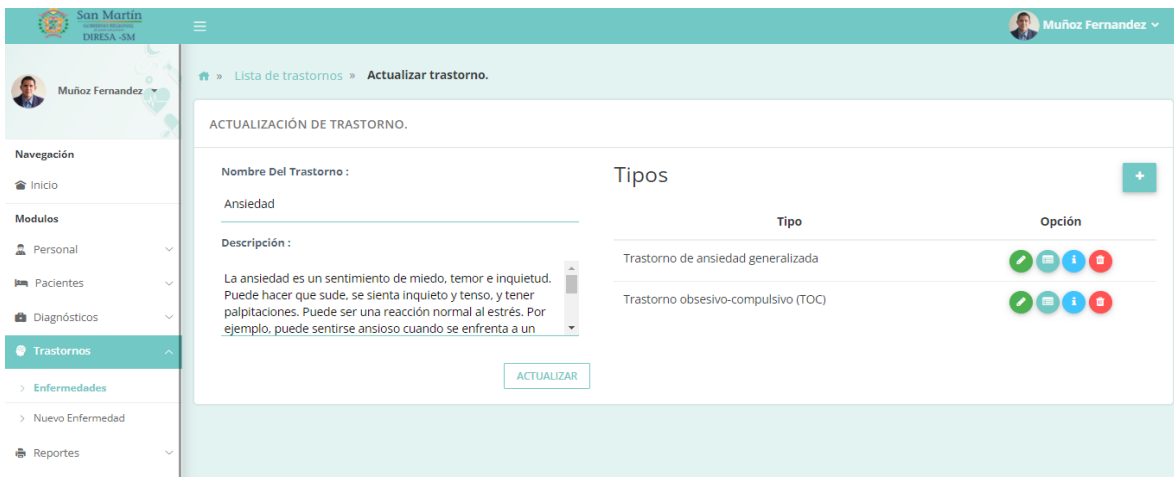 San Martín
GOBIERNO REGIONAL
DIRESA -SM
Muñoz Fernandez
Muñoz Fernandez
» Lista de trastornos » Actualizar trastorno.
ACTUALIZACIÓN DE TRASTORNO.
Navegación
Inicio
Modulos
Personal
Pacientes
Diagnósticos
Trastornos
> Enfermedades
> Nuevo Enfermedad
Reportes
Nombre Del Trastorno :
Ansiedad
Descripción :
La ansiedad es un sentimiento de miedo, temor e inquietud.
Puede hacer que sude, se sienta inquieto y tenso, y tener
palpitaciones. Puede ser una reacción normal al estrés. Por
ejemplo, puede sentirse ansioso cuando se enfrenta a un
ACTUALIZAR
Tipos
+
Tipo Opción
Trastorno de ansiedad generalizada
Trastorno obsesivo-compulsivo (TOC)